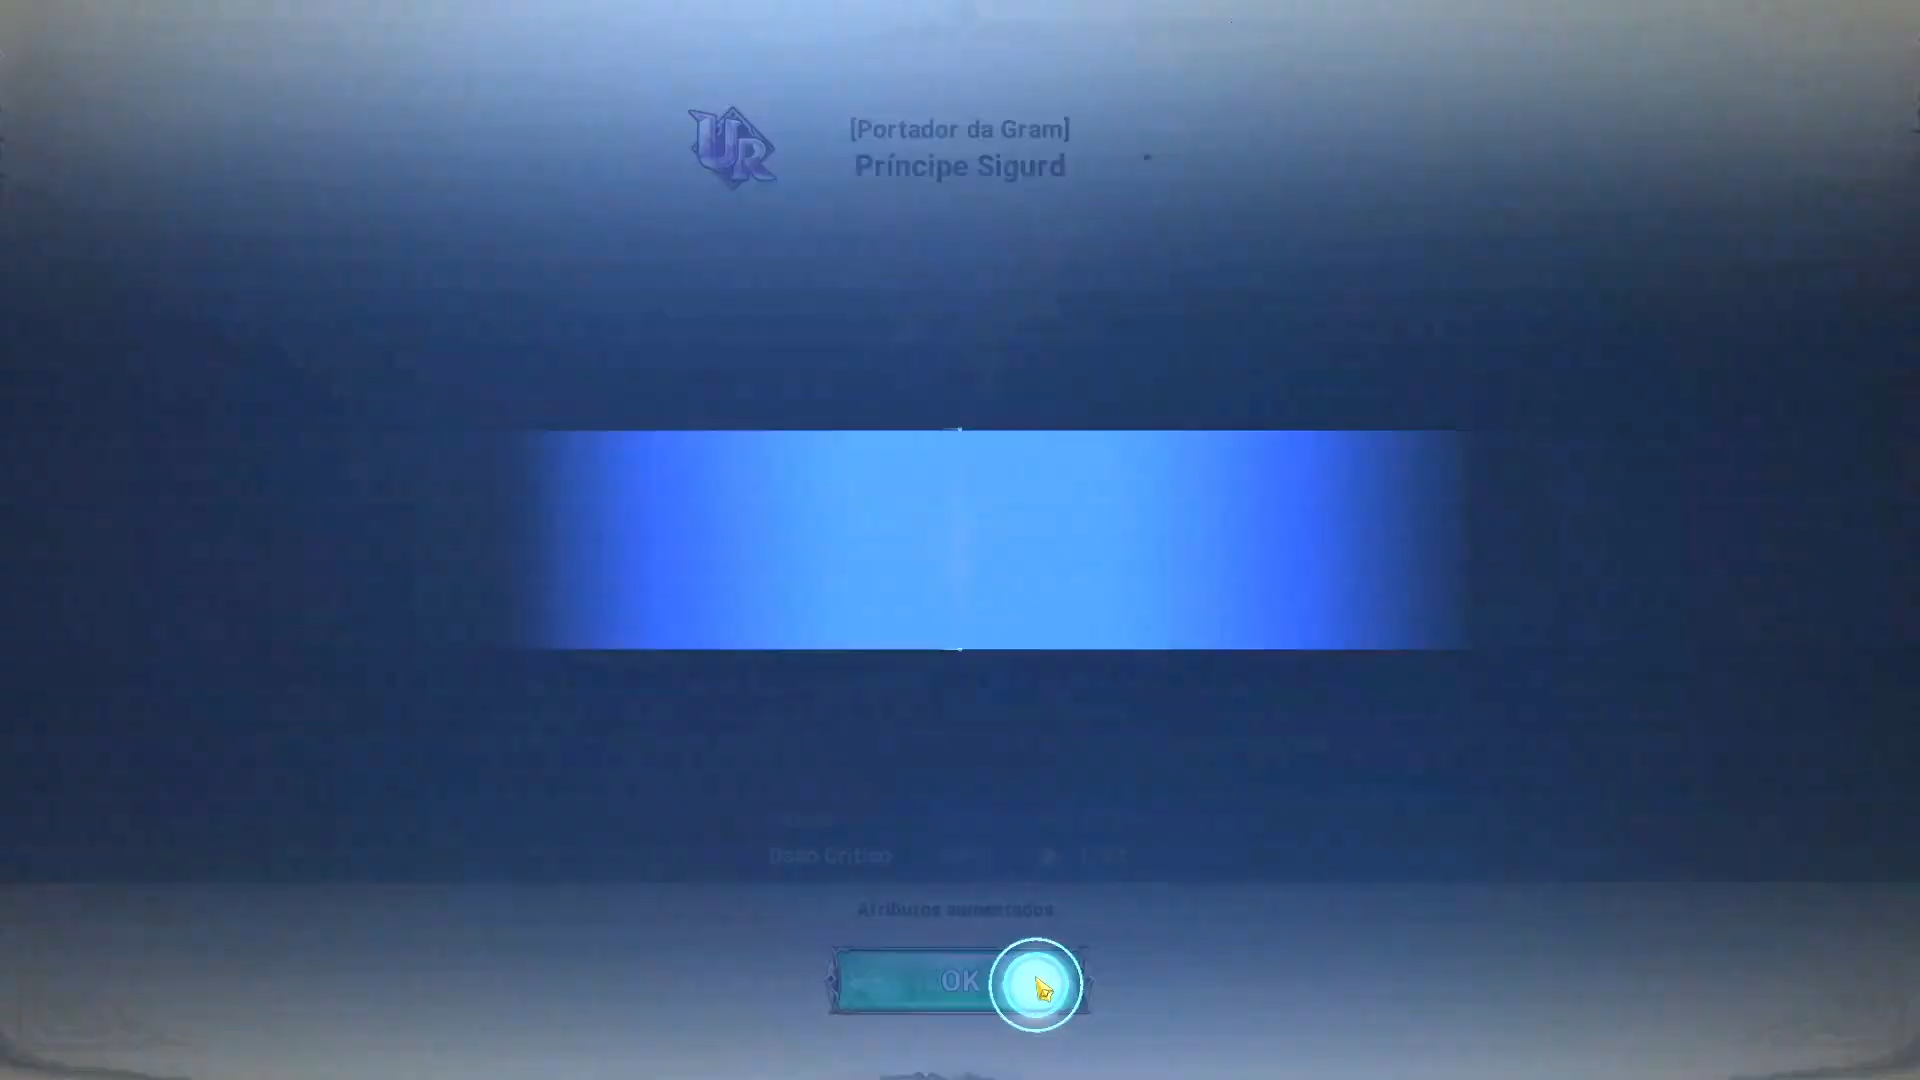 UR
[Portador da Gram]
Príncipe Sigurd
Dano Crítico
Atributos aumentados
OK